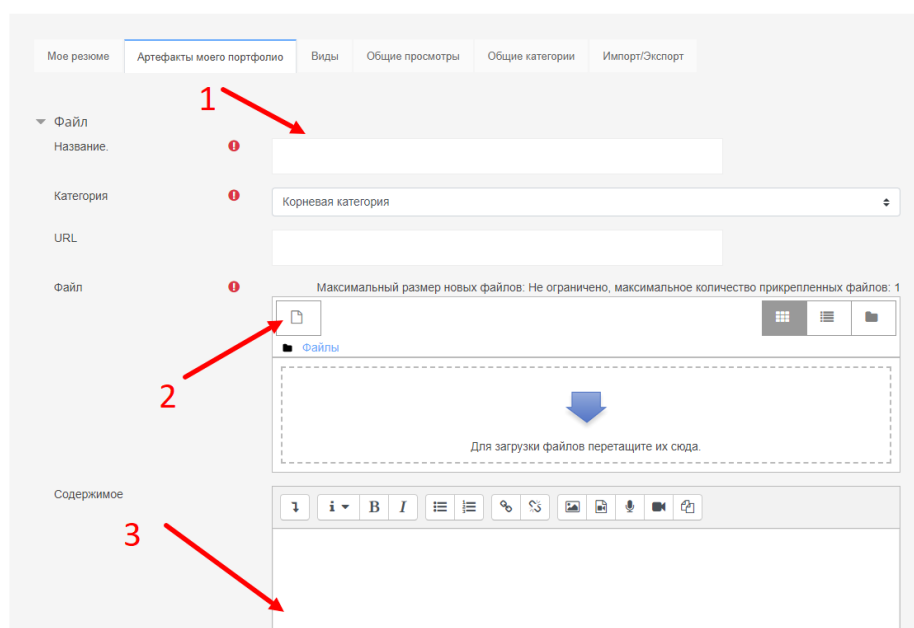 Мое резюме Артефакты моего портфолио Виды Общие просмотры Общие категории Импорт/Экспорт
1
Файл
Название.
Категория Корневая категория
URL
Файл Максимальный размер новых файлов: Не ограничено, максимальное количество прикрепленных файлов: 1
Файлы
2
Для загрузки файлов перетащите их сюда.
Содержимое
i B I
3